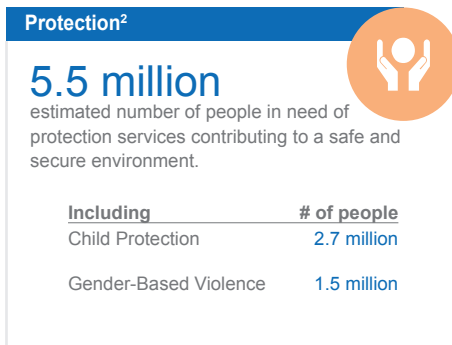 Protection²
5.5 million
estimated number of people in need of
protection services contributing to a safe and
secure environment.
Including # of people
Child Protection 2.7 million
Gender-Based Violence 1.5 million